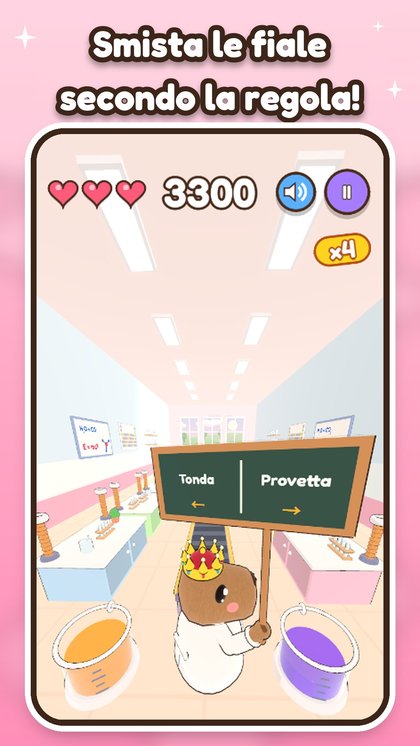 Smista le fiale
secondo la regola!
3300
x4
Tonda
Provetta
←
→